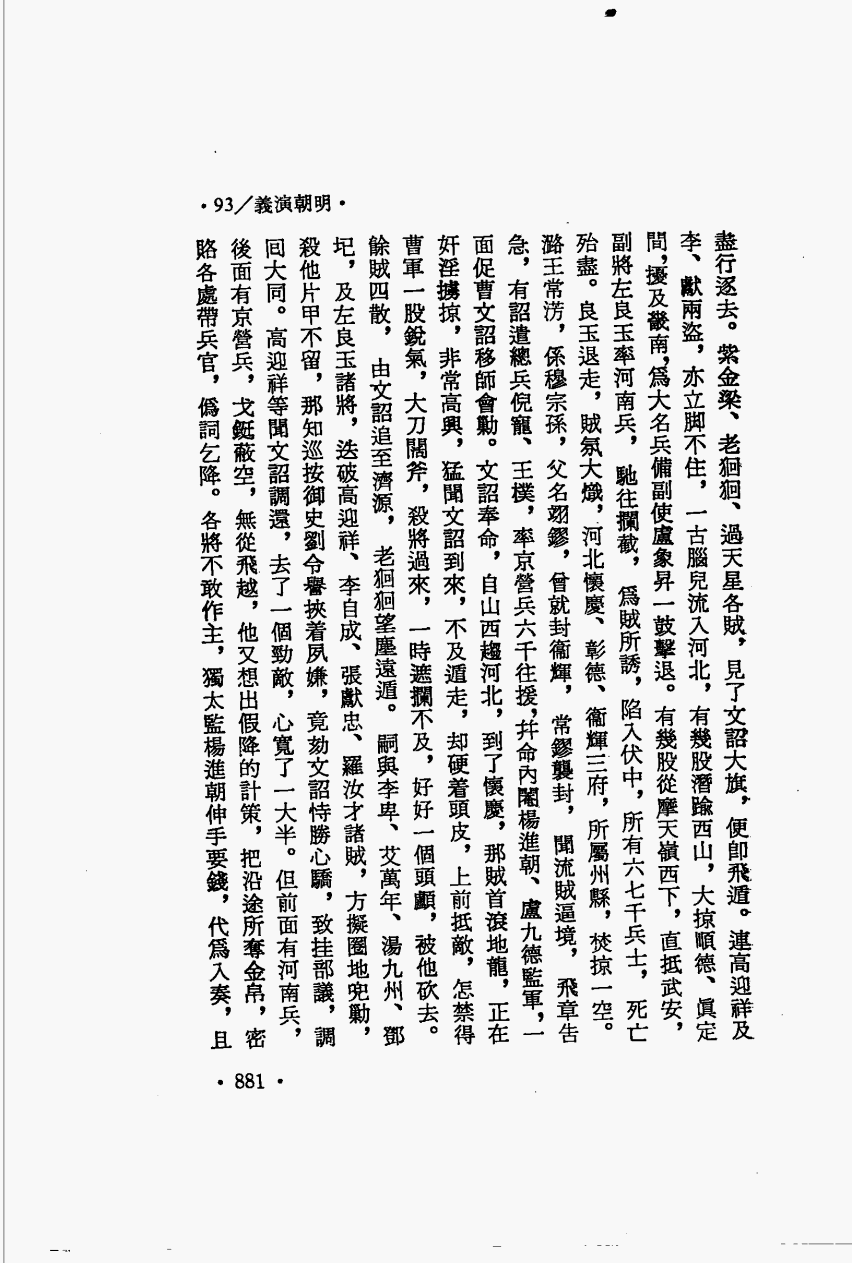 ·93／義演朝明·
盡行逐去。紫金梁、老𢌞𢌞、過天星各賊，見了文詔大旗，便卽飛遁。連高迎祥及
李、獻兩盜，亦立脚不住，一古腦兒流入河北，有幾股潛踰西山，大掠順德、眞定
間，擾及畿南，爲大名兵備副使盧象昇一鼓擊退。有幾股從摩天嶺西下，直抵武安，
副將左良玉率河南兵，馳往攔截，爲賊所誘，陷入伏中，所有六七千兵士，死亡
殆盡。良玉退走，賊氛大熾，河北懷慶、彰德、衞輝三府，所屬州縣，焚掠一空。
潞王常淓，係穆宗孫，父名翊鏐，曾就封衞輝，常鏐襲封，聞流賊逼境，飛章告
急，有詔遣總兵倪寵、王樸，率京營兵六千往援，幷命內閹楊進朝、盧九德監軍，一
面促曹文詔移師會勦。文詔奉命，自山西趨河北，到了懷慶，那賊首滾地龍，正在
奸淫擄掠，非常高興，猛聞文詔到來，不及遁走，却硬着頭皮，上前抵敵，怎禁得
曹軍一股銳氣，大刀闊斧，殺將過來，一時遮攔不及，好好一個頭顱，被他砍去。
餘賊四散，由文詔追至濟源，老𢌞𢌞望塵遠遁。嗣與李卑、艾萬年、湯九州、鄧
玘，及左良玉諸將，迭破高迎祥、李自成、張獻忠、羅汝才諸賊，方擬圈地兜勦，
殺他片甲不留，那知巡按御史劉令譽挾着夙嫌，竟劾文詔恃勝心驕，致挂部議，調
囘大同。高迎祥等聞文詔調還，去了一個勁敵，心寬了一大半。但前面有河南兵，
後面有京營兵，戈鋋蔽空，無從飛越，他又想出假降的計策，把沿途所奪金帛，密
賂各處帶兵官，僞詞乞降。各將不敢作主，獨太監楊進朝伸手要錢，代爲入奏，且
·881·